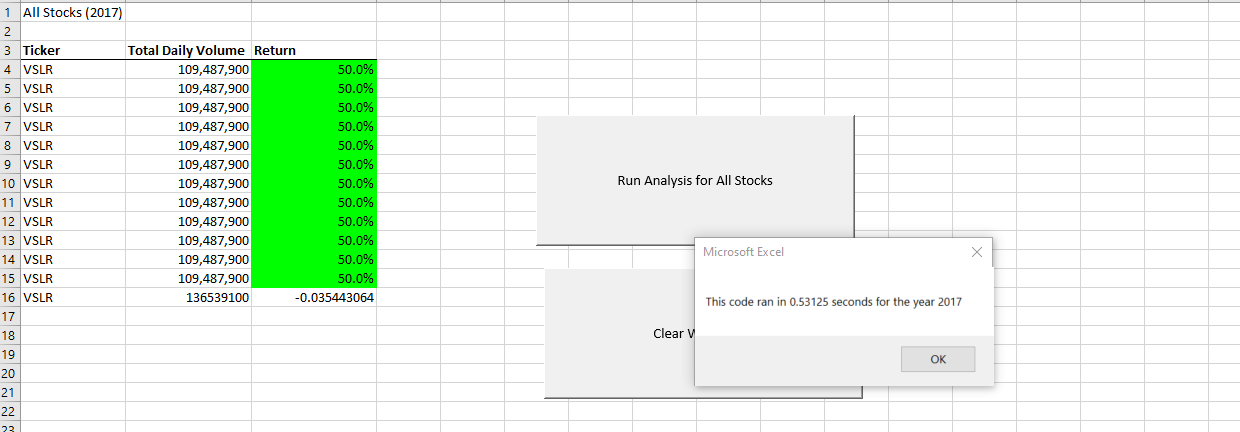 1 All Stocks (2017)
2
3 Ticker Total Daily Volume Return
4 VSLR 109,487,900 50.0%
5 VSLR 109,487,900 50.0%
6 VSLR 109,487,900 50.0%
7 VSLR 109,487,900 50.0%
8 VSLR 109,487,900 50.0%
9 VSLR 109,487,900 50.0%
10 VSLR 109,487,900 50.0%
11 VSLR 109,487,900 50.0%
12 VSLR 109,487,900 50.0%
13 VSLR 109,487,900 50.0%
14 VSLR 109,487,900 50.0%
15 VSLR 109,487,900 50.0%
16 VSLR 136539100 -0.035443064
17
18
19
20
21
22
23
Run Analysis for All Stocks
Clear W
Microsoft Excel
This code ran in 0.53125 seconds for the year 2017
OK